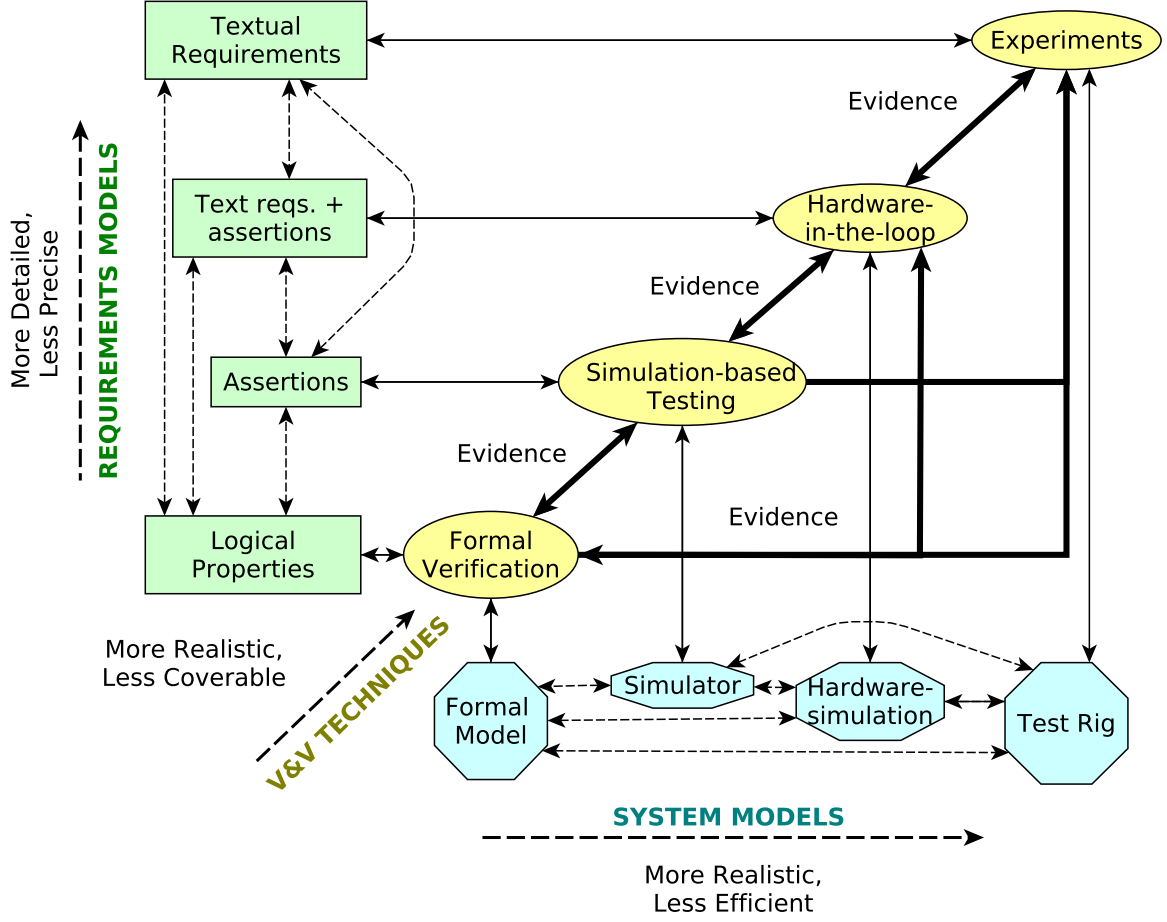 Textual
Requirements
Experiments
Evidence
Text reqs. +
assertions
Hardware-
in-the-loop
More Detailed,
Less Precise
REQUIREMENTS MODELS
Evidence
Assertions
Simulation-based
Testing
Evidence
Evidence
Logical
Properties
Formal
Verification
More Realistic,
Less Coverable
V&V TECHNIQUES
Formal
Model
Simulator
Hardware-
simulation
Test Rig
SYSTEM MODELS
More Realistic,
Less Efficient